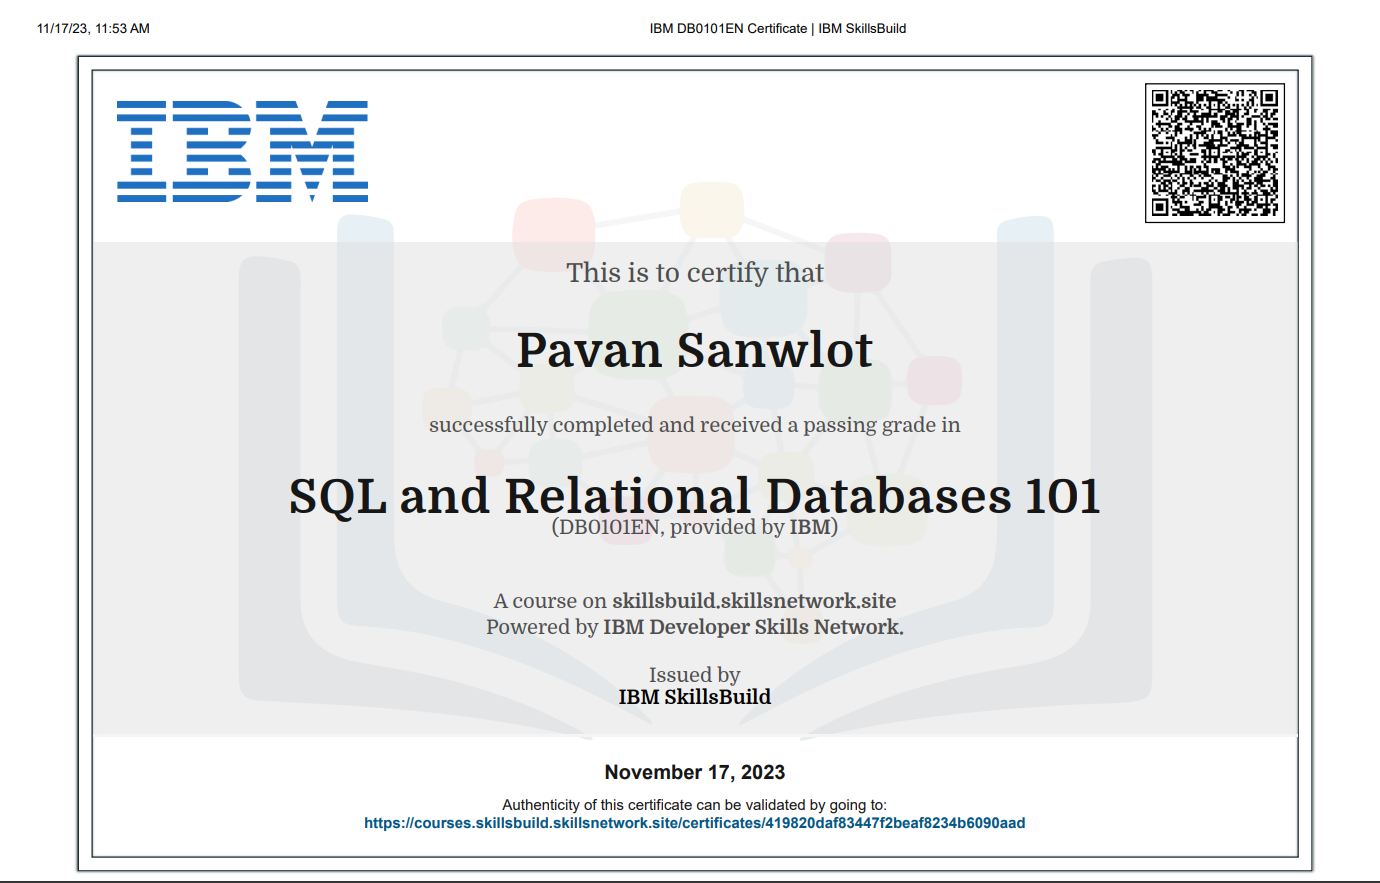 11/17/23, 11:53 AM
IBM DB0101EN Certificate | IBM SkillsBuild
IBM
This is to certify that
Pavan Sanwlot
successfully completed and received a passing grade in
SQL and Relational Databases 101
(DB0101EN, provided by IBM)
A course on skillsbuild.skillsnetwork.site
Powered by IBM Developer Skills Network.
Issued by
IBM SkillsBuild
November 17, 2023
Authenticity of this certificate can be validated by going to:
https://courses.skillsbuild.skillsnetwork.site/certificates/419820daf83447f2beaf8234b6090aad